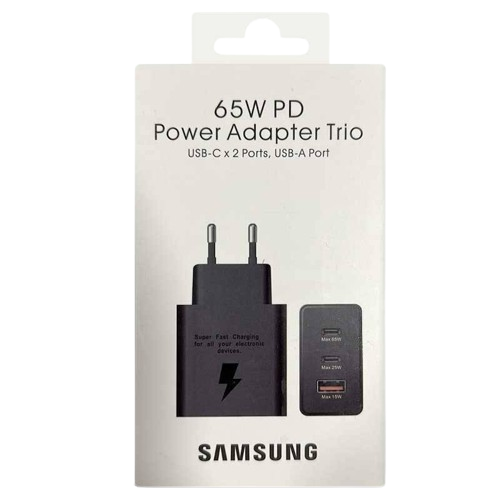 65W PD
Power Adapter Trio
USB-C x 2 Ports, USB-A Port
Super Fast Charging
for all your electronic
devices.
Max 65W
Max 25W
Max 15W
SAMSUNG